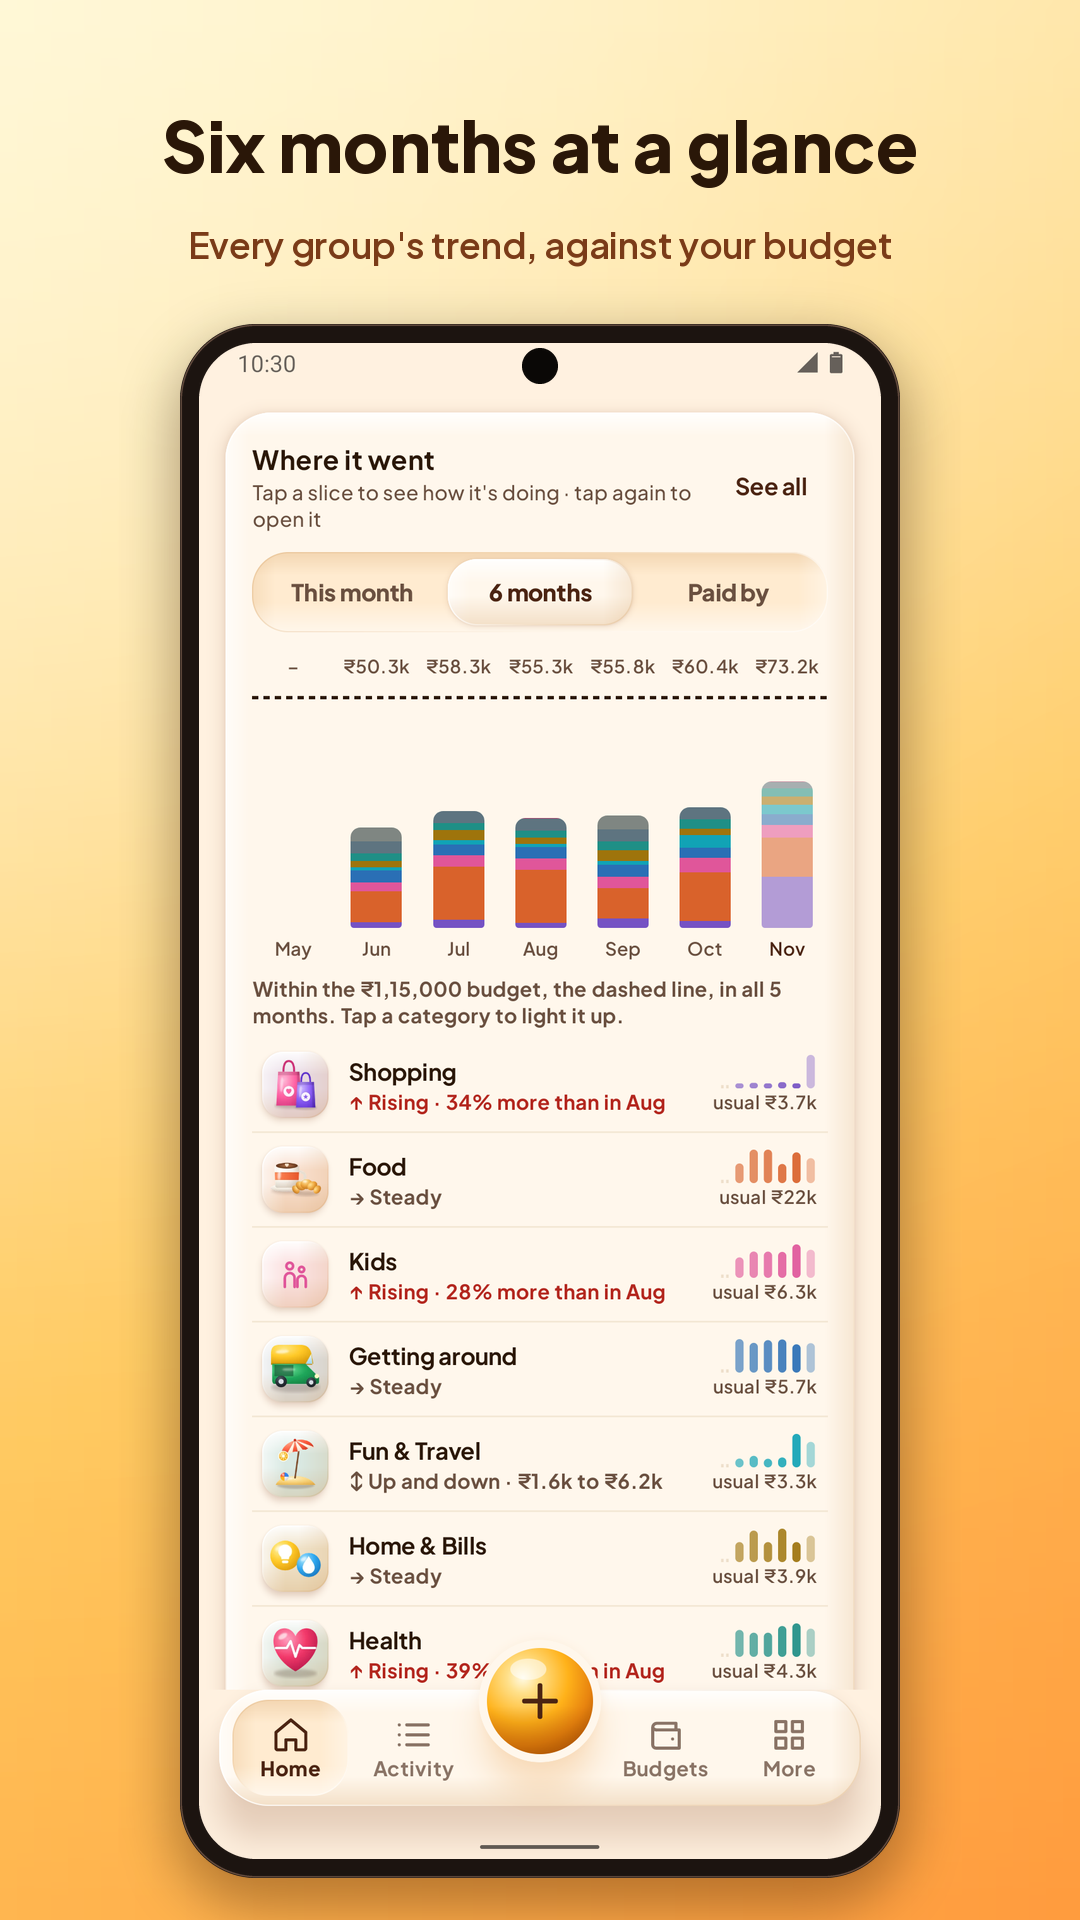 Six months at a glance
Every group's trend, against your budget
10:30
Where it went
Tap a slice to see how it's doing · tap again to
open it
See all
This month
6 months
Paid by
– ₹50.3k ₹58.3k ₹55.3k ₹55.8k ₹60.4k ₹73.2k
May Jun Jul Aug Sep Oct Nov
Within the ₹1,15,000 budget, the dashed line, in all 5
months. Tap a category to light it up.
Shopping
↑ Rising · 34% more than in Aug
usual ₹3.7k
Food
→ Steady
usual ₹22k
Kids
↑ Rising · 28% more than in Aug
usual ₹6.3k
Getting around
→ Steady
usual ₹5.7k
Fun & Travel
↕ Up and down · ₹1.6k to ₹6.2k
usual ₹3.3k
Home & Bills
→ Steady
usual ₹3.9k
Health
↑ Rising · 39% in Aug
usual ₹4.3k
Home
Activity
Budgets
More